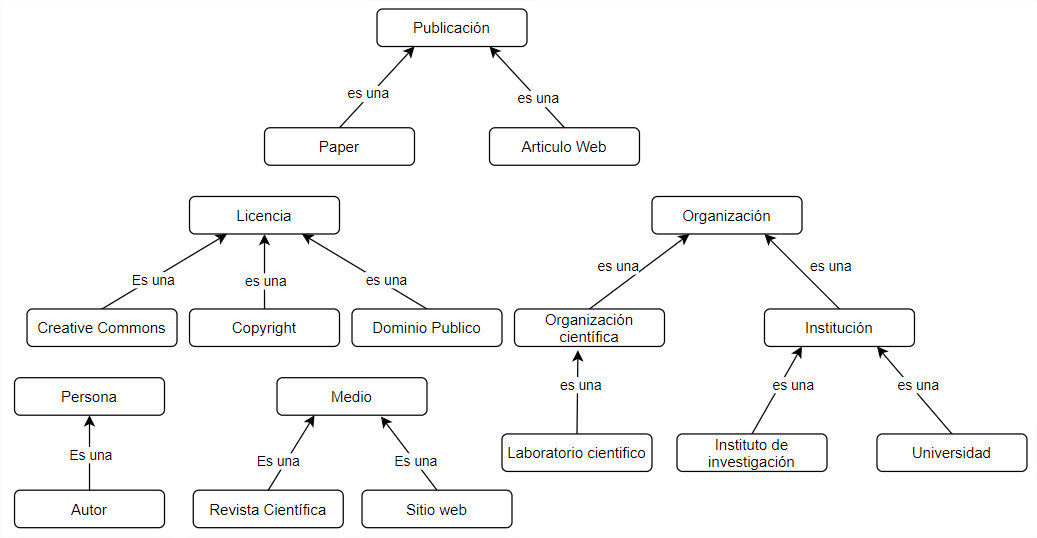 Publicación
es una
es una
Paper
Articulo Web
Licencia
Es una
es una
es una
Creative Commons
Copyright
Dominio Publico
Organización
es una
es una
Organización
científica
Institución
es una
es una
es una
Laboratorio cientifico
Instituto de
investigación
Universidad
Persona
Es una
Autor
Medio
Es una
Es una
Revista Científica
Sitio web